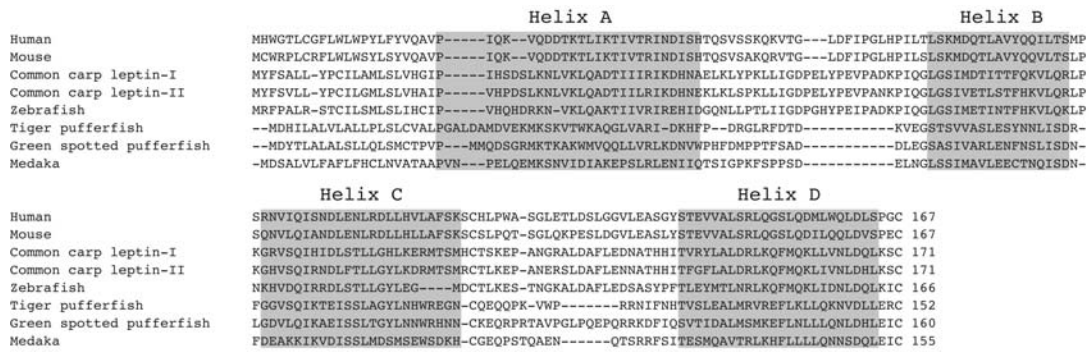 Helix A Helix B
Human MHWGTLCGFLWLWPYLFYVQAVP-----IQK--VQDDTKTLIKTIVTRINDISHTQSVSSKQKVTG---LDFIPGLHPILTLSKMDQTLAVYQQILTSMP
Mouse MCWRPLCRFLWLWSYLSYVQAVP-----IQK--VQDDTKTLIKTIVTRINDISHTQSVSAKQRVTG---LDFIPGLHPILSLSKMDQTLAVYQQVLTSLP
Common carp leptin-I MYFSALL-YPCILAMLSLVHGIP-----IHSDSLKNLVKLQADTIIIRIKDHNAELKLYPKLLIGDPELYPEVPADKPIQGLGSIMDTITTFQKVLQRLP
Common carp leptin-II MYFSVLL-YPCILGMLSLVHAIP-----VHPDSLKNLVKLQADTIILRIKDHNEKLKLSPKLLIGDPELYPEVPANKPIQGLGSIVETLSTFHKVLQRLP
Zebrafish MRFPALR-STCILSMLSLIHCIP-----VHQHDRKN-VKLQAKTIIVRIREHIDGQNLLPTLIIGDPGHYPEIPADKPIQGLGSIMETINTFHKVLQKLP
Tiger pufferfish --MDHILALVLALLPLSLCVALPGALDAMDVEKMKSKVTWKAQGLVARI-DKHFP--DRGLRFDTD-----------KVEGSTSVVASLESYNNLISDR-
Green spotted pufferfish --MDYTLALALSLLQLSMCTPVP---MMQDSGRMKTKAKWMVQQLLVRLKDNVWPHFDMPPTFSAD-----------DLEGSASIVARLENFNSLISDN-
Medaka --MDSALVLFAFLFHCLNVATAAPVN---PELQEMKSNVIDIAKEPSLRLENIIQTSIGPKFSPPSD----------ELNGLSSIMAVLEECTNQISDN-
Helix C Helix D
Human SRNVIQISNDLENLRDLLHVLAFSKSCHLPWA-SGLETLDSLGGVLEASGYSTEVVALSRLQGSLQDMLWQLDLSPGC 167
Mouse SQNVLQIANDLENLRDLLHLLAFSKSCSLPQT-SGLQKPESLDGVLEASLYSTEVVALSRLQGSLQDILQQLDVSPEC 167
Common carp leptin-I KGRVSQIHNDLSTLLGHLKERMTSMHCTSKEP-ANGRALDAFLEDNATHHITVRYLALDRLKQFMQKLLVNLDQLKSC 171
Common carp leptin-II KGHVSQIRNDLFTLLGYLKDRMTSMRCTLKEP-ANERSLDAFLENNATHHITFGFLALDRLKQFMQKLIVNLDHLKSC 171
Zebrafish NKHVDQIRRDLSTLLGYLEG----MDCTLKES-TNGKALDAFLEDSASYPFTLEYMTLNRLKQFMQKLIDNLDQLKIC 166
Tiger pufferfish FGGVSQIKTEISSLAGYLNHWREGN-CQEQQPK-VWP-------RRNIFNHTVSLEALMRVREFLKLLQKNVDLLERC 152
Green spotted pufferfish LGDVLQIKAEISSLTGYLNNWRHNN-CKEQRPRTAVPGLPQEPQRRKDFIQSVTIDALMSMKEFLNLLLQNLSDLEIC 160
Medaka FDEAKKIKVDISSLMDSMSEWSDKH-CGEQPSTQAEN------QTSRRFSITESMQAVTRLKHFLLLLQNNSDQLEIC 155